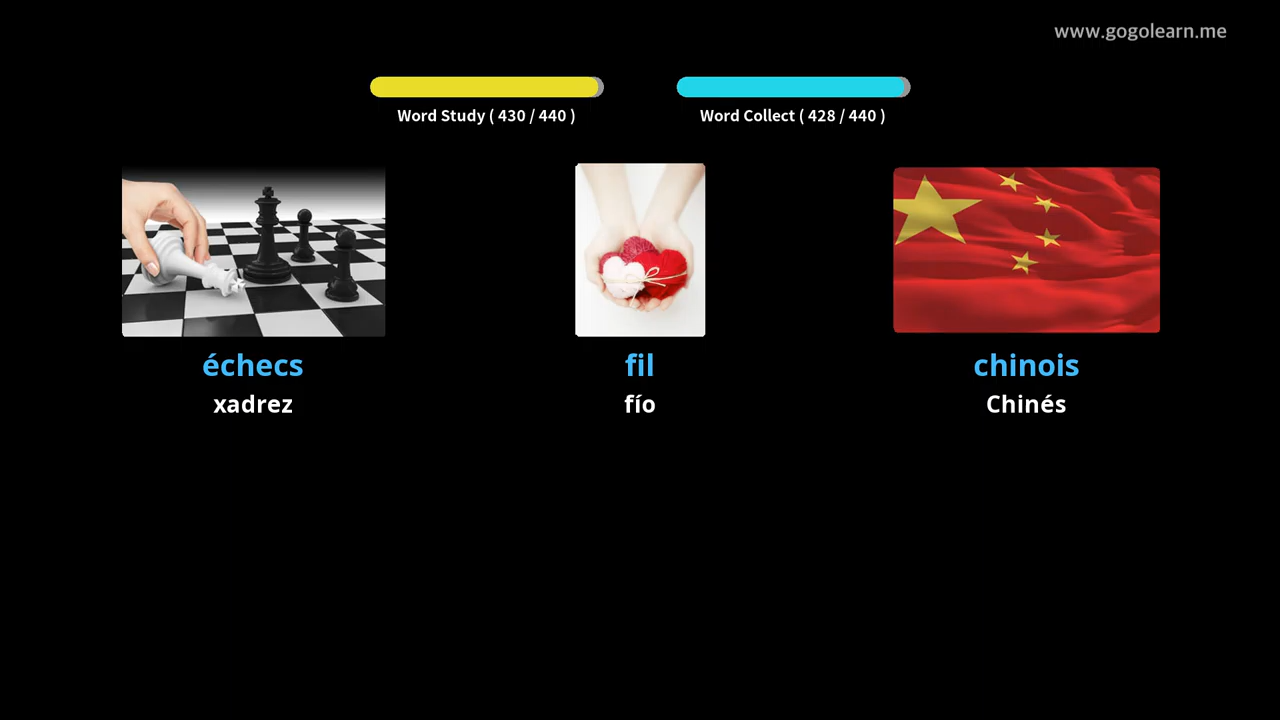 www.gogolearn.me
Word Study ( 430 / 440 )
Word Collect ( 428 / 440 )
échecs
fil
chinois
xadrez
fío
Chinés